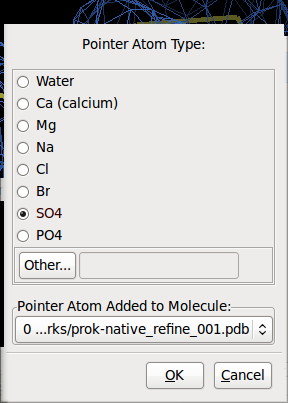 Pointer Atom Type:
Water
Ca (calcium)
Mg
Na
Cl
Br
SO4
PO4
Other...
Pointer Atom Added to Molecule:
0 ...rks/prok-native_refine_001.pdb
OK Cancel